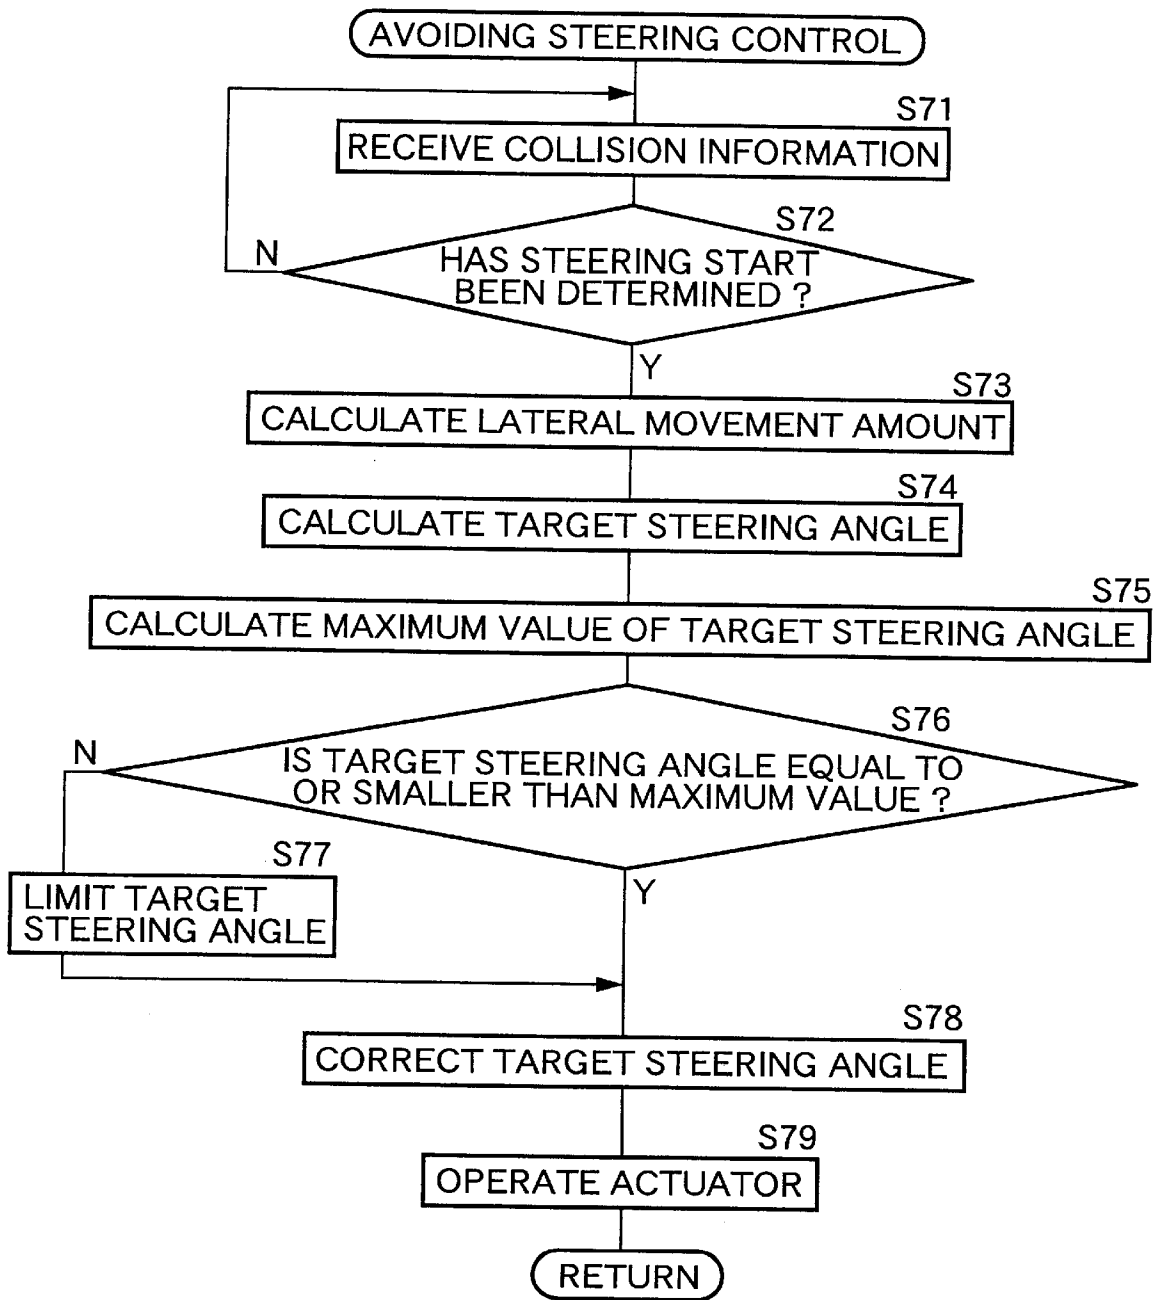 AVOIDING STEERING CONTROL
S71
RECEIVE COLLISION INFORMATION
S72
N
HAS STEERING START
BEEN DETERMINED ?
Y
S73
CALCULATE LATERAL MOVEMENT AMOUNT
S74
CALCULATE TARGET STEERING ANGLE
S75
CALCULATE MAXIMUM VALUE OF TARGET STEERING ANGLE
S76
N
IS TARGET STEERING ANGLE EQUAL TO
OR SMALLER THAN MAXIMUM VALUE ?
S77
Y
LIMIT TARGET
STEERING ANGLE
S78
CORRECT TARGET STEERING ANGLE
S79
OPERATE ACTUATOR
RETURN